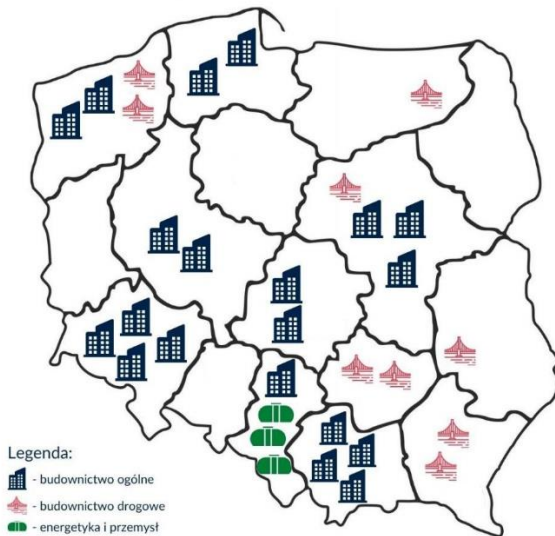 Legenda:
- budownictwo ogólne
- budownictwo drogowe
- energetyka i przemysł